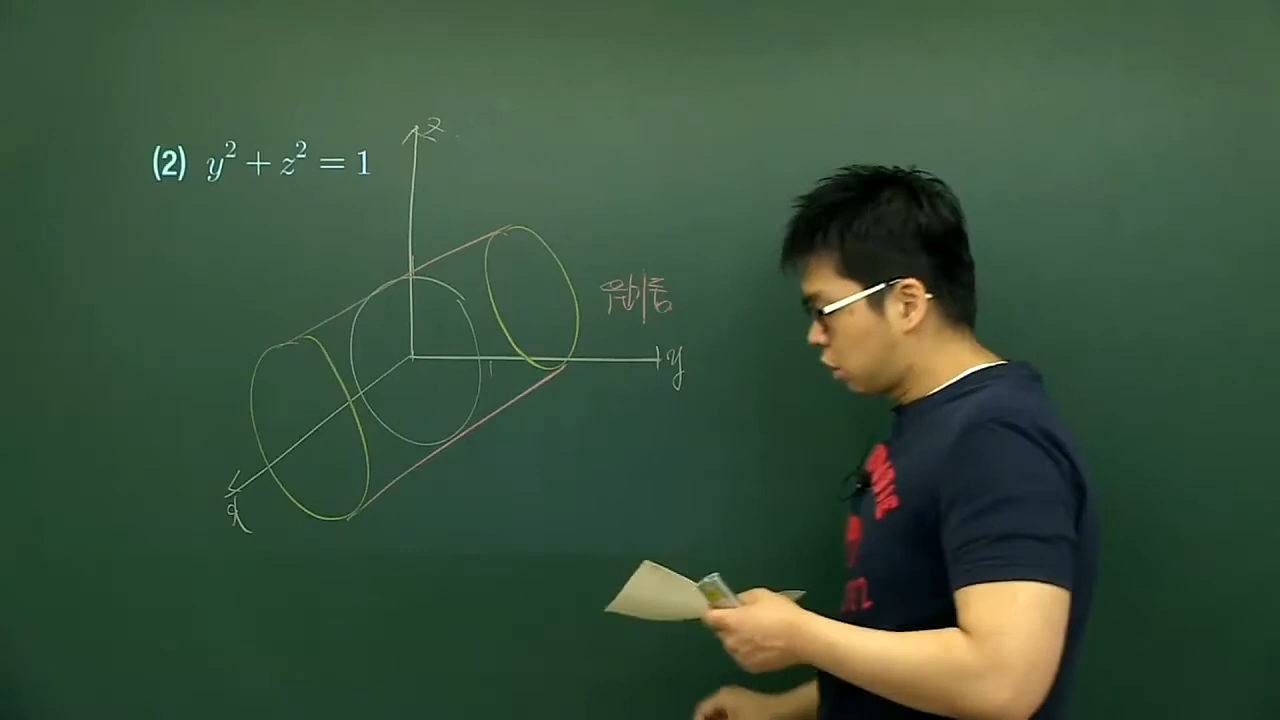 (2) y² + z² = 1
z
원기둥
y
1
x